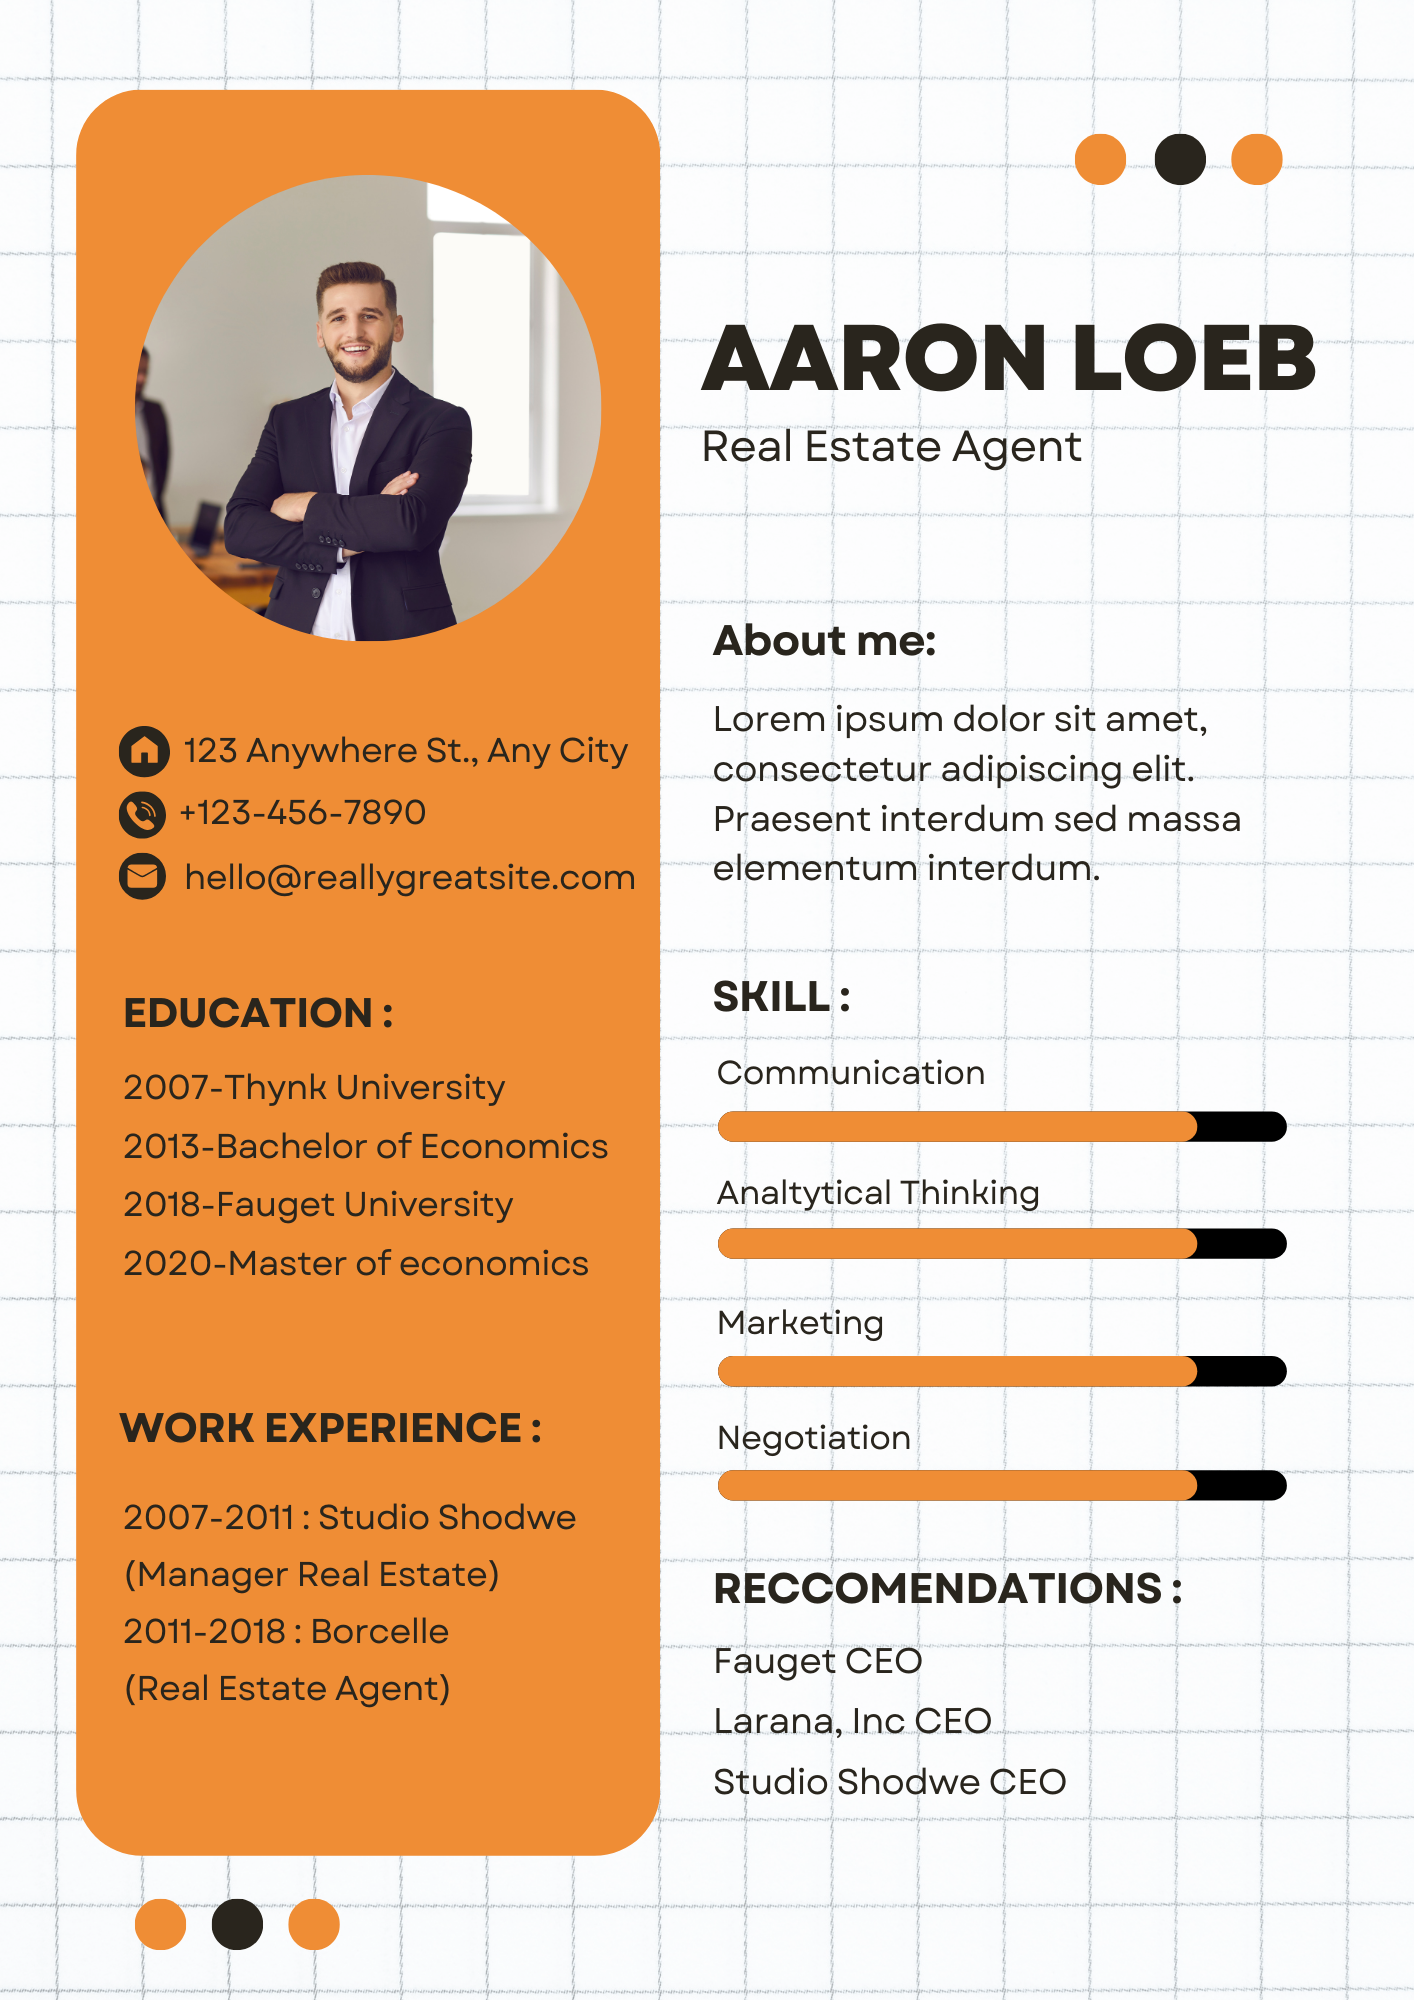 AARON LOEB
Real Estate Agent
123 Anywhere St., Any City
+123-456-7890
hello@reallygreatsite.com
EDUCATION :
2007-Thynk University
2013-Bachelor of Economics
2018-Fauget University
2020-Master of economics
WORK EXPERIENCE :
2007-2011 : Studio Shodwe
(Manager Real Estate)
2011-2018 : Borcelle
(Real Estate Agent)
About me:
Lorem ipsum dolor sit amet,
consectetur adipiscing elit.
Praesent interdum sed massa
elementum interdum.
SKILL :
Communication
Analtytical Thinking
Marketing
Negotiation
RECCOMENDATIONS :
Fauget CEO
Larana, Inc CEO
Studio Shodwe CEO